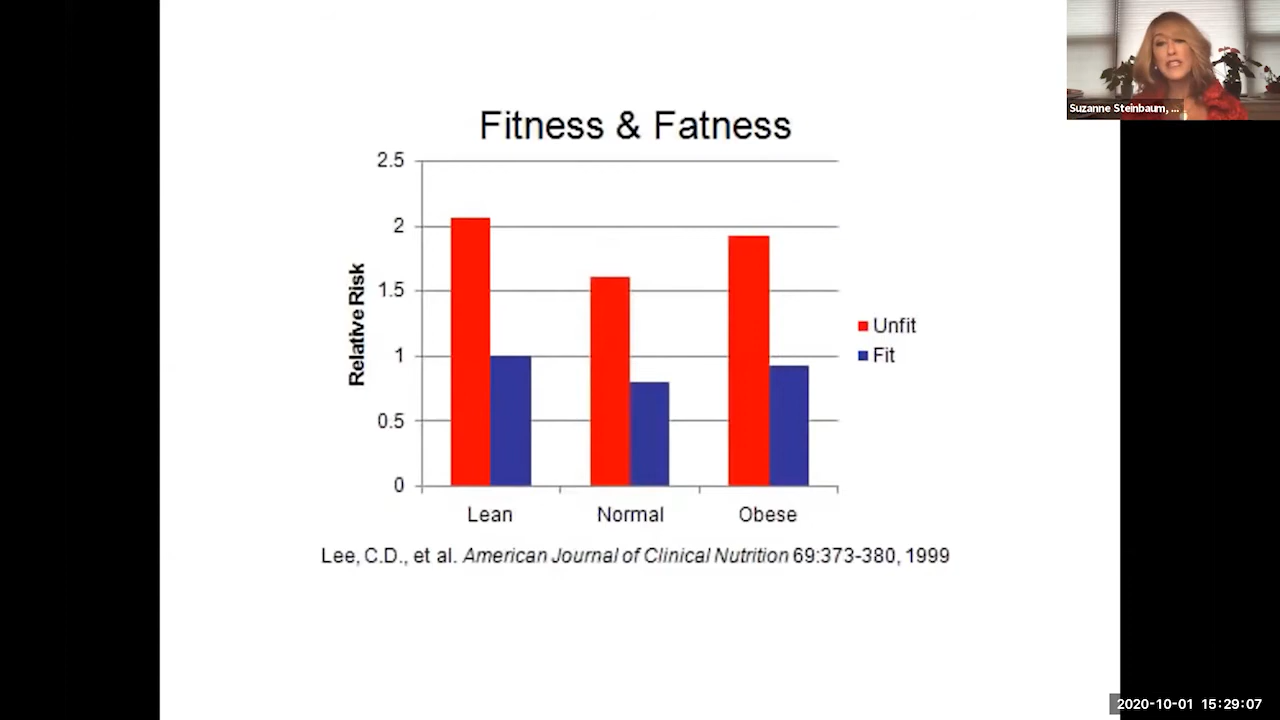 Suzanne Steinbaum, ...
Fitness & Fatness
2.5
2
1.5
1
0.5
0
Relative Risk
Unfit
Fit
Lean Normal Obese
Lee, C.D., et al. American Journal of Clinical Nutrition 69:373-380, 1999
2020-10-01 15:29:07